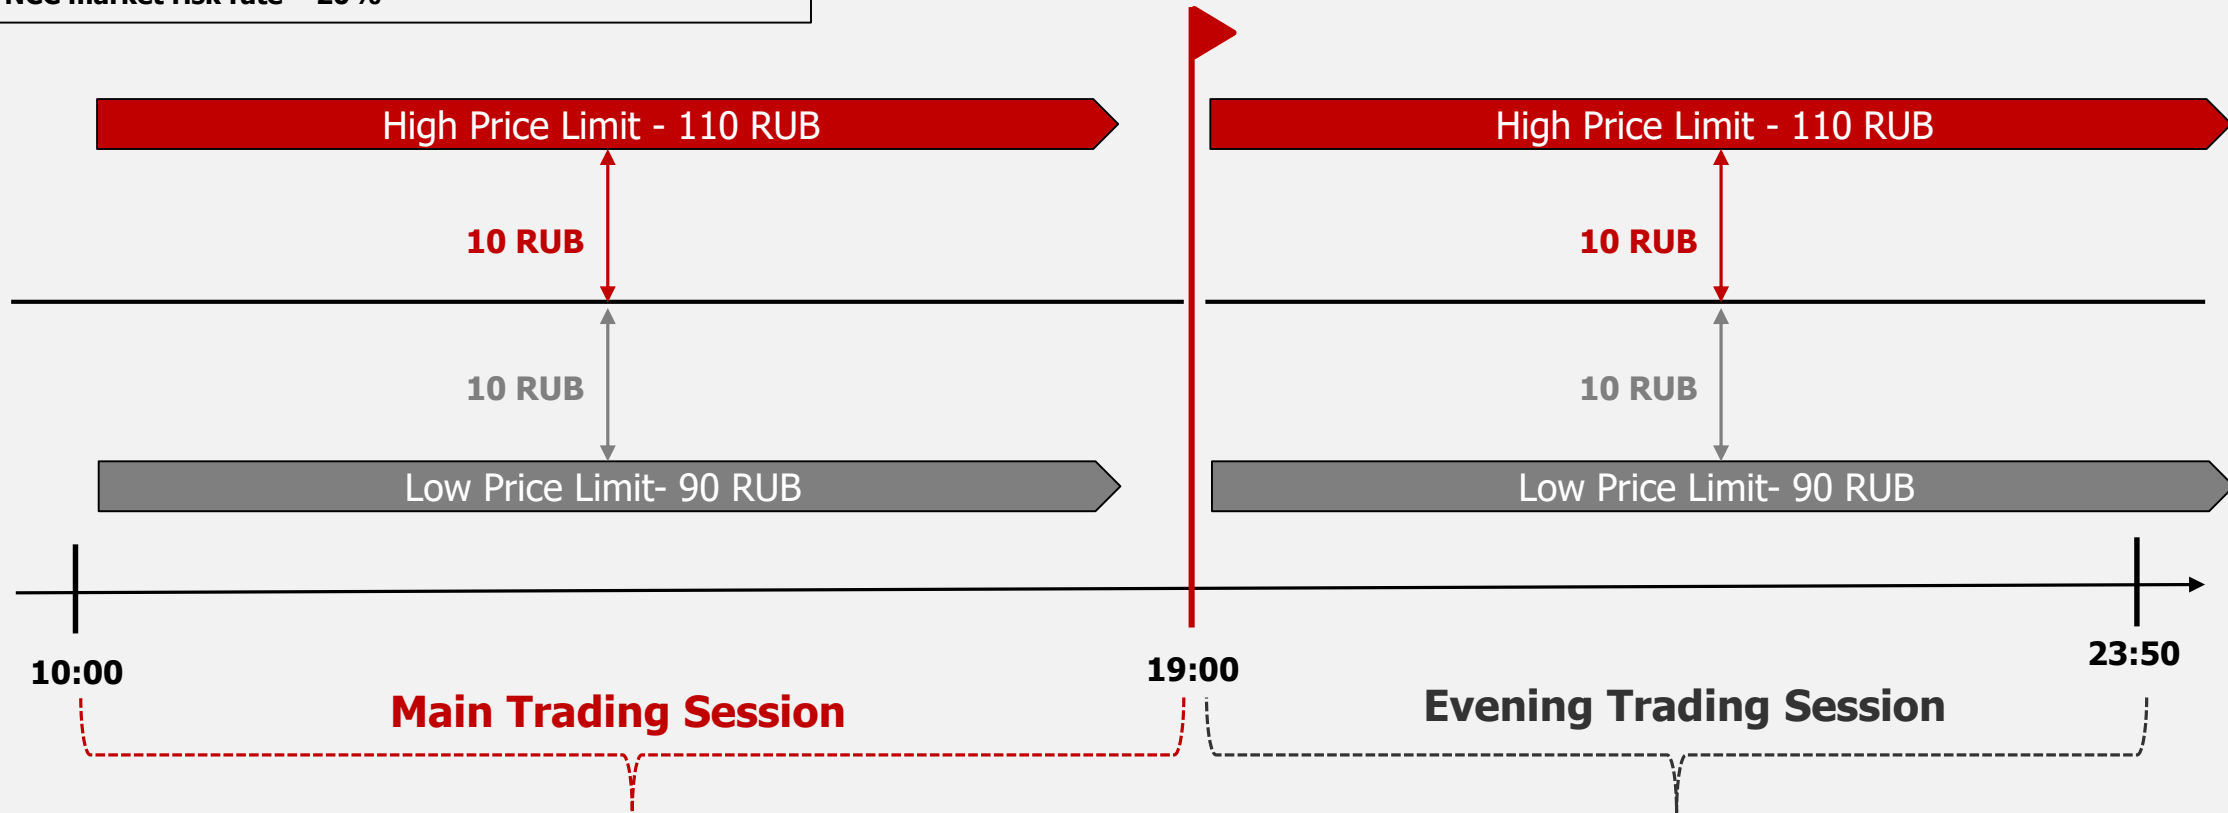 High Price Limit - 110 RUB
High Price Limit - 110 RUB
10 RUB
10 RUB
10 RUB
10 RUB
Low Price Limit- 90 RUB
Low Price Limit- 90 RUB
10:00
19:00
23:50
Main Trading Session
Evening Trading Session